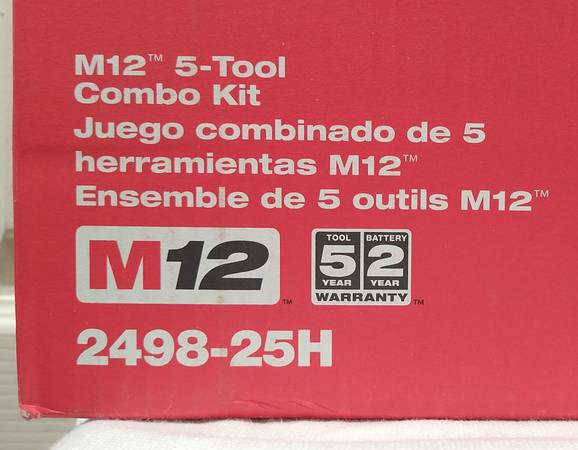 M12™ 5-Tool
Combo Kit
Juego combinado de 5
herramientas M12™
Ensemble de 5 outils M12™
M12™
TOOL BATTERY
5 2
YEAR YEAR
WARRANTY™
2498-25H